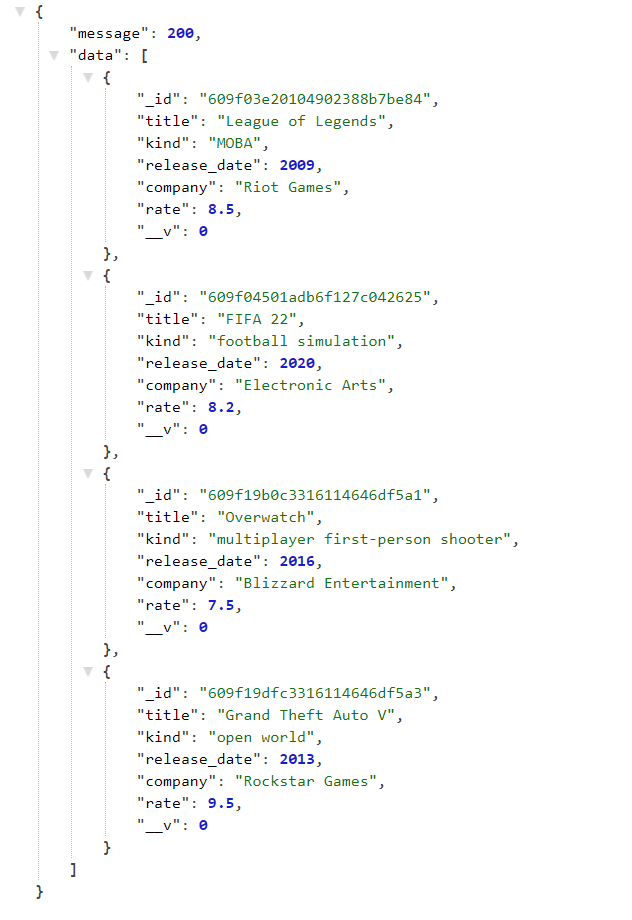 {
"message": 200,
"data": [
{
"_id": "609f03e20104902388b7be84",
"title": "League of Legends",
"kind": "MOBA",
"release_date": 2009,
"company": "Riot Games",
"rate": 8.5,
"__v": 0
},
{
"_id": "609f04501adb6f127c042625",
"title": "FIFA 22",
"kind": "football simulation",
"release_date": 2020,
"company": "Electronic Arts",
"rate": 8.2,
"__v": 0
},
{
"_id": "609f19b0c3316114646df5a1",
"title": "Overwatch",
"kind": "multiplayer first-person shooter",
"release_date": 2016,
"company": "Blizzard Entertainment",
"rate": 7.5,
"__v": 0
},
{
"_id": "609f19dfc3316114646df5a3",
"title": "Grand Theft Auto V",
"kind": "open world",
"release_date": 2013,
"company": "Rockstar Games",
"rate": 9.5,
"__v": 0
}
]
}